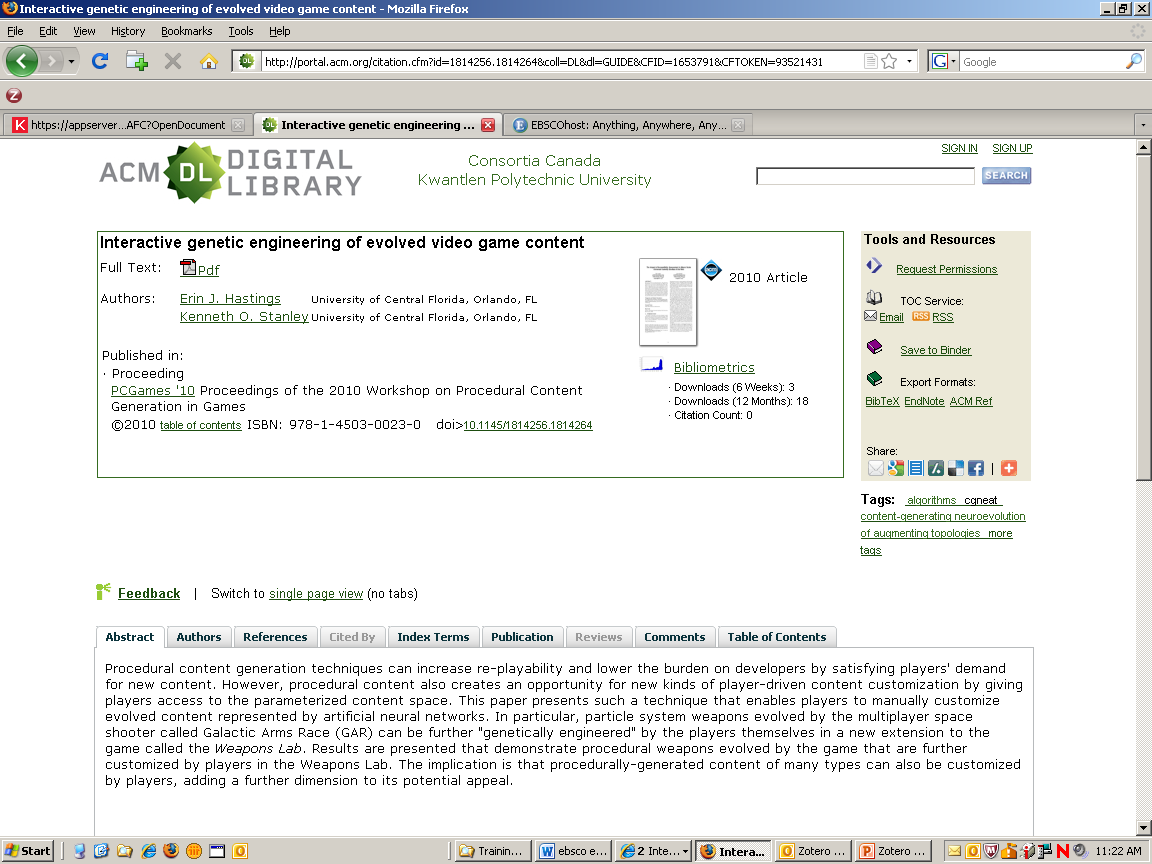 Interactive genetic engineering of evolved video game content - Mozilla Firefox
File Edit View History Bookmarks Tools Help
http://portal.acm.org/citation.cfm?id=1814256.1814264&coll=DL&dl=GUIDE&CFID=16537918&CFTOKEN=93521431
Google
https://appserver...AFC?OpenDocument
Interactive genetic engineering ...
EBSCOhost: Anything, Anywhere, Any...
SIGN IN SIGN UP
ACM DL DIGITAL LIBRARY
Consortia Canada
Kwantlen Polytechnic University
SEARCH
Interactive genetic engineering of evolved video game content
Full Text: Pdf
Authors: Erin J. Hastings University of Central Florida, Orlando, FL
Kenneth O. Stanley University of Central Florida, Orlando, FL
Published in:
· Proceeding
PCGames '10 Proceedings of the 2010 Workshop on Procedural Content
Generation in Games
©2010 table of contents ISBN: 978-1-4503-0023-0 doi>10.1145/1814256.1814264
2010 Article
Bibliometrics
· Downloads (6 Weeks): 3
· Downloads (12 Months): 18
· Citation Count: 0
Tools and Resources
Request Permissions
TOC Service:
Email RSS RSS
Save to Binder
Export Formats:
BibTeX EndNote ACM Ref
Share:
|
Tags: algorithms cgneat
content-generating neuroevolution
of augmenting topologies more
tags
Feedback | Switch to single page view (no tabs)
Abstract Authors References Cited By Index Terms Publication Reviews Comments Table of Contents
Procedural content generation techniques can increase re-playability and lower the burden on developers by satisfying players' demand
for new content. However, procedural content also creates an opportunity for new kinds of player-driven content customization by giving
players access to the parameterized content space. This paper presents such a technique that enables players to manually customize
evolved content represented by artificial neural networks. In particular, particle system weapons evolved by the multiplayer space
shooter called Galactic Arms Race (GAR) can be further "genetically engineered" by the players themselves in a new extension to the
game called the Weapons Lab. Results are presented that demonstrate procedural weapons evolved by the game that are further
customized by players in the Weapons Lab. The implication is that procedurally-generated content of many types can also be customized
by players, adding a further dimension to its potential appeal.
Start
Trainin...
ebsco e...
2 Inte...
Intera...
Zotero ...
Zotero ...
11:22 AM